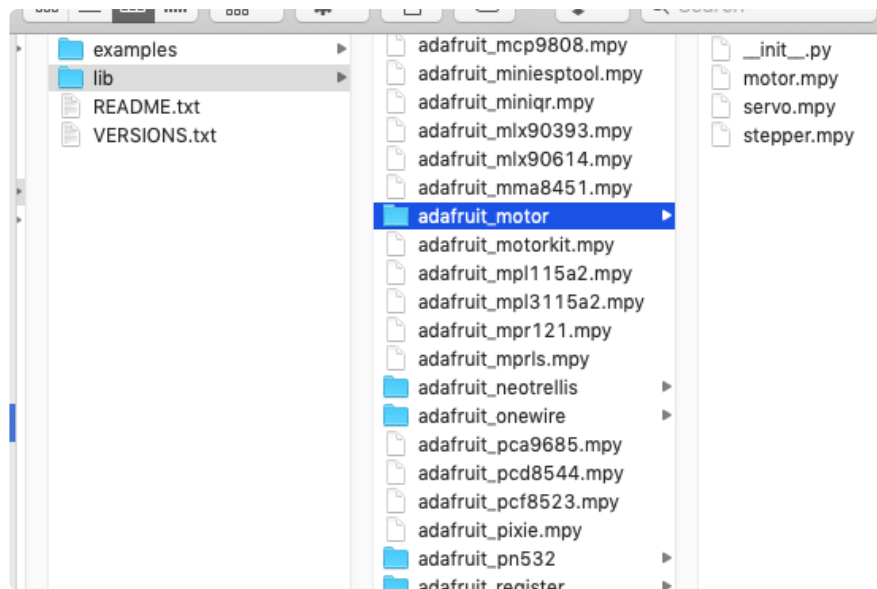 Search
examples
lib
README.txt
VERSIONS.txt
adafruit_mcp9808.mpy
adafruit_miniesptool.mpy
adafruit_miniqr.mpy
adafruit_mlx90393.mpy
adafruit_mlx90614.mpy
adafruit_mma8451.mpy
adafruit_motor
adafruit_motorkit.mpy
adafruit_mpl115a2.mpy
adafruit_mpl3115a2.mpy
adafruit_mpr121.mpy
adafruit_mprls.mpy
adafruit_neotrellis
adafruit_onewire
adafruit_pca9685.mpy
adafruit_pcd8544.mpy
adafruit_pcf8523.mpy
adafruit_pixie.mpy
adafruit_pn532
adafruit_register
__init__.py
motor.mpy
servo.mpy
stepper.mpy